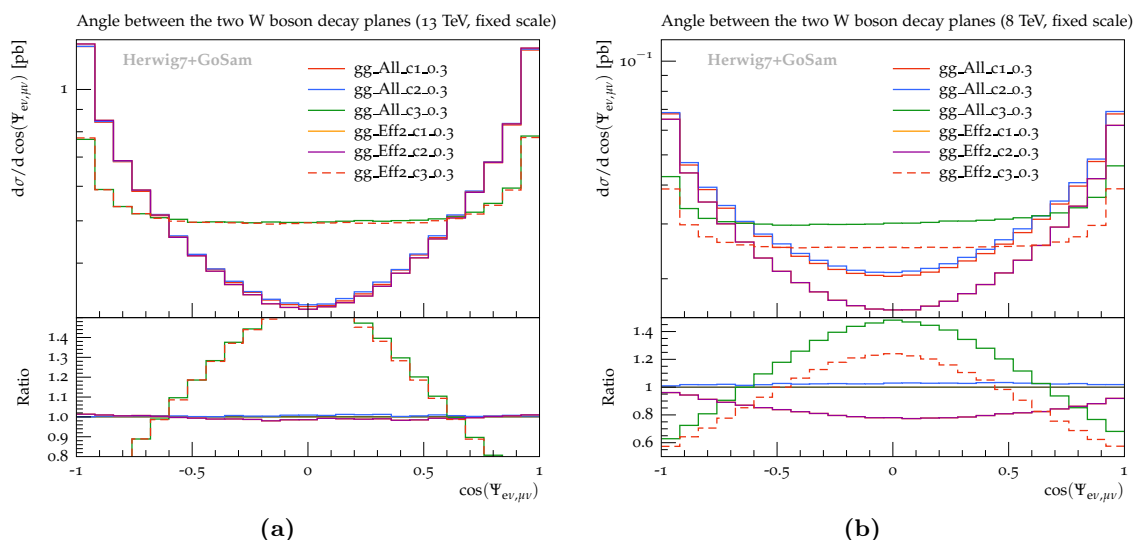 Angle between the two W boson decay planes (13 TeV, fixed scale)
dσ/d cos(Ψeν,μν) [pb]
Herwig7+GoSam
gg_All_c1_0.3
gg_All_c2_0.3
gg_All_c3_0.3
gg_Eff2_c1_0.3
gg_Eff2_c2_0.3
gg_Eff2_c3_0.3
1
Ratio
1.4
1.3
1.2
1.1
1.0
0.9
0.8
-1 -0.5 0 0.5 1
cos(Ψeν,μν)
(a)
Angle between the two W boson decay planes (8 TeV, fixed scale)
dσ/d cos(Ψeν,μν) [pb]
10⁻¹
Herwig7+GoSam
gg_All_c1_0.3
gg_All_c2_0.3
gg_All_c3_0.3
gg_Eff2_c1_0.3
gg_Eff2_c2_0.3
gg_Eff2_c3_0.3
Ratio
1.4
1.2
1
0.8
0.6
-1 -0.5 0 0.5 1
cos(Ψeν,μν)
(b)